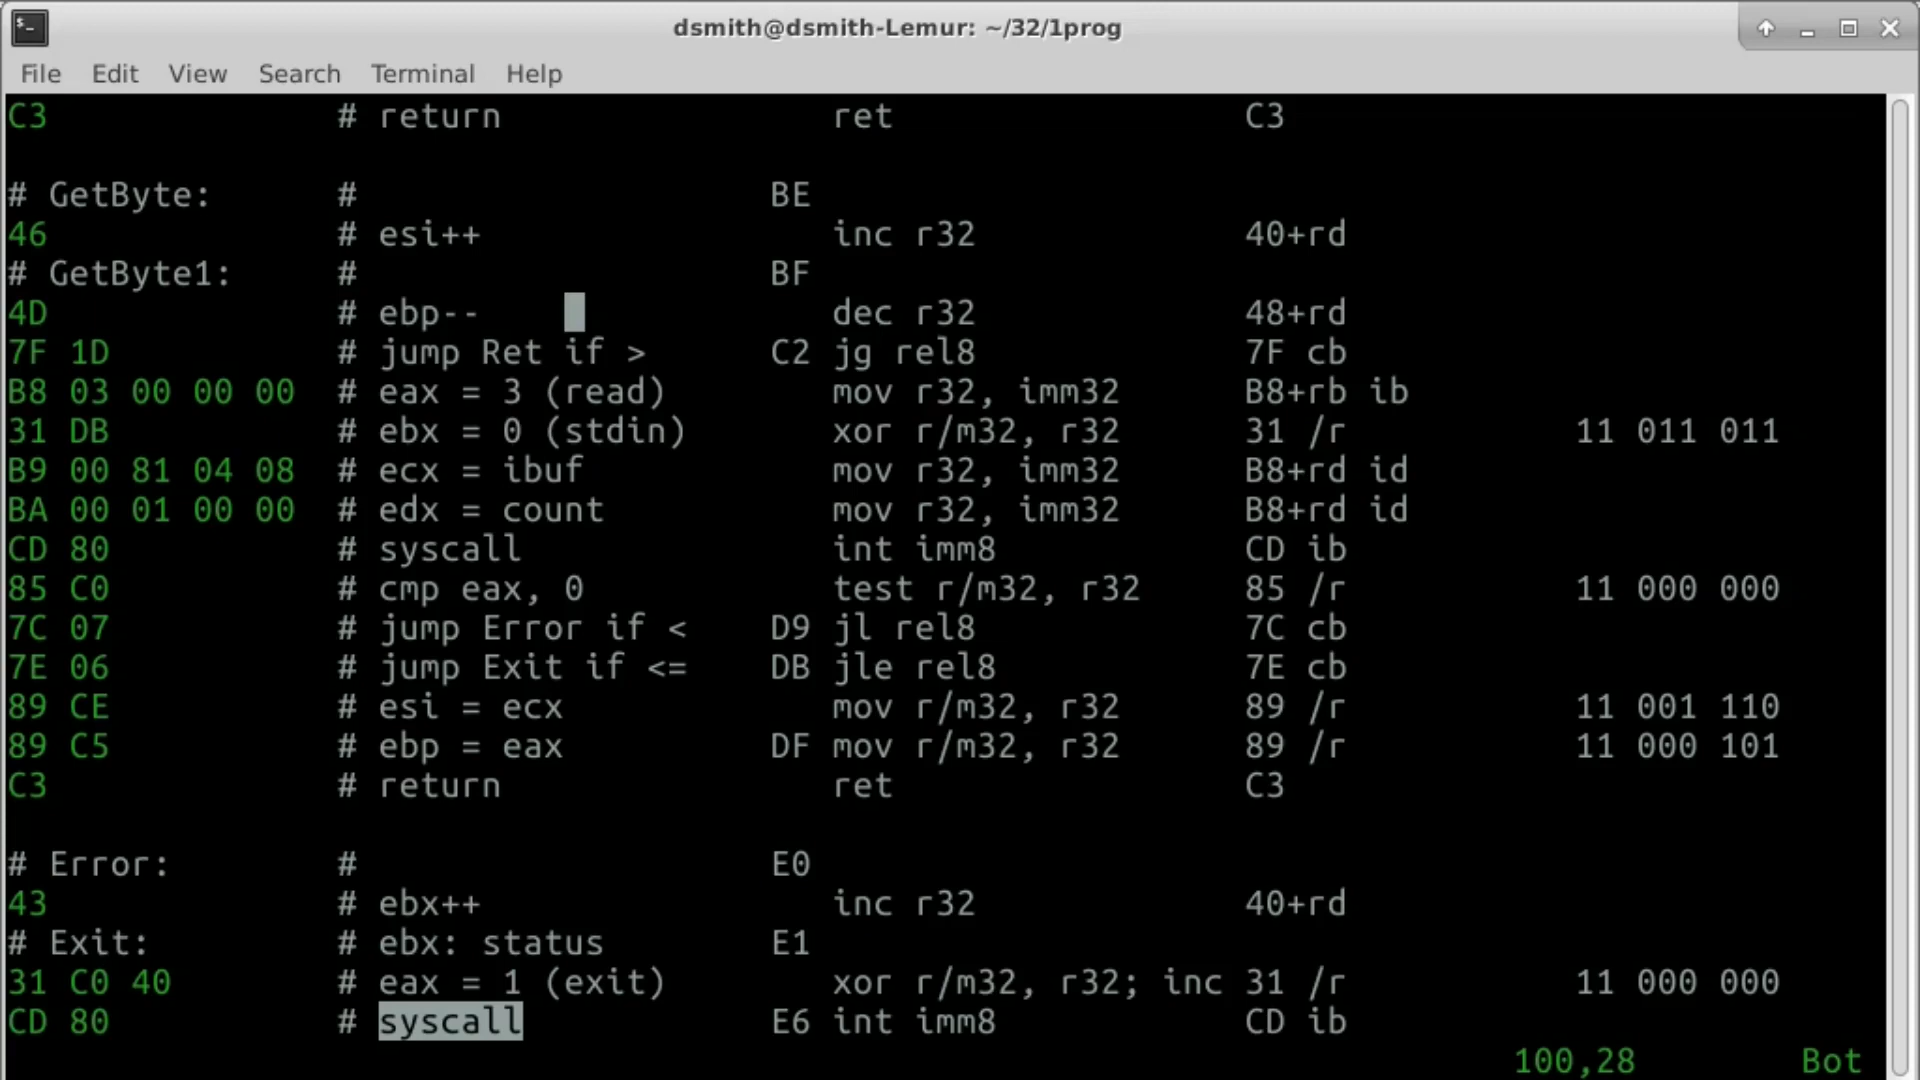 dsmith@dsmith-Lemur: ~/32/1prog
File Edit View Search Terminal Help
C3 # return ret C3
# GetByte: # BE
46 # esi++ inc r32 40+rd
# GetByte1: # BF
4D # ebp-- dec r32 48+rd
7F 1D # jump Ret if > C2 jg rel8 7F cb
B8 03 00 00 00 # eax = 3 (read) mov r32, imm32 B8+rb ib
31 DB # ebx = 0 (stdin) xor r/m32, r32 31 /r 11 011 011
B9 00 81 04 08 # ecx = ibuf mov r32, imm32 B8+rd id
BA 00 01 00 00 # edx = count mov r32, imm32 B8+rd id
CD 80 # syscall int imm8 CD ib
85 C0 # cmp eax, 0 test r/m32, r32 85 /r 11 000 000
7C 07 # jump Error if < D9 jl rel8 7C cb
7E 06 # jump Exit if <= DB jle rel8 7E cb
89 CE # esi = ecx mov r/m32, r32 89 /r 11 001 110
89 C5 # ebp = eax DF mov r/m32, r32 89 /r 11 000 101
C3 # return ret C3
# Error: # E0
43 # ebx++ inc r32 40+rd
# Exit: # ebx: status E1
31 C0 40 # eax = 1 (exit) xor r/m32, r32; inc 31 /r 11 000 000
CD 80 # syscall E6 int imm8 CD ib
100,28 Bot